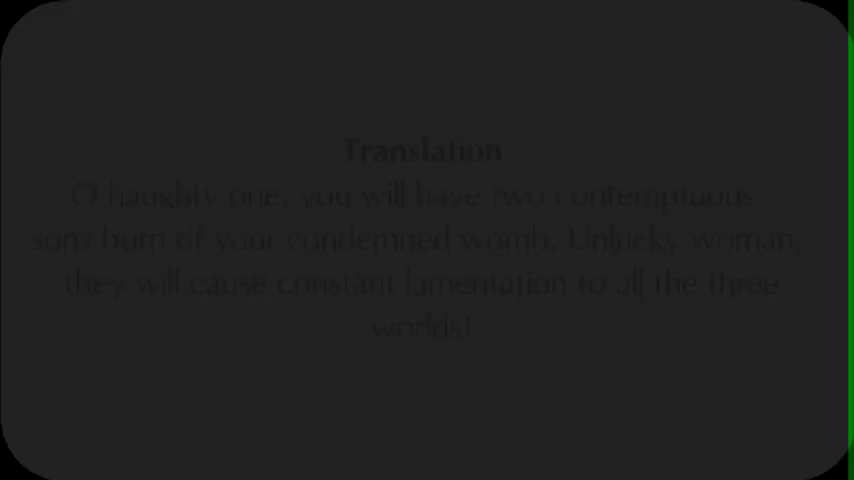 Translation
O haughty one, you will have two contemptuous
sons born of your condemned womb. Unlucky woman,
they will cause constant lamentation to all the three
worlds!